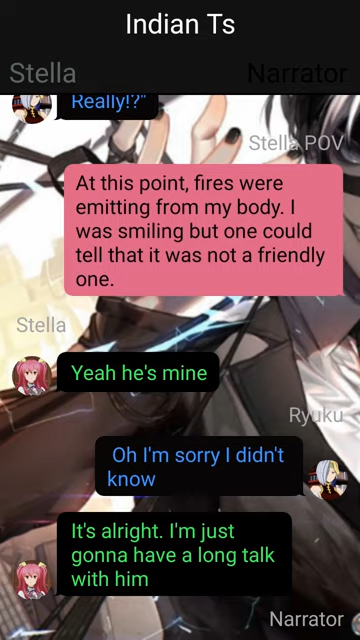 Indian Ts
Stella
Narrator
Really!?"
Stella POV
At this point, fires were
emitting from my body. I
was smiling but one could
tell that it was not a friendly
one.
Stella
Yeah he's mine
Ryuku
Oh I'm sorry I didn't
know
It's alright. I'm just
gonna have a long talk
with him
Narrator